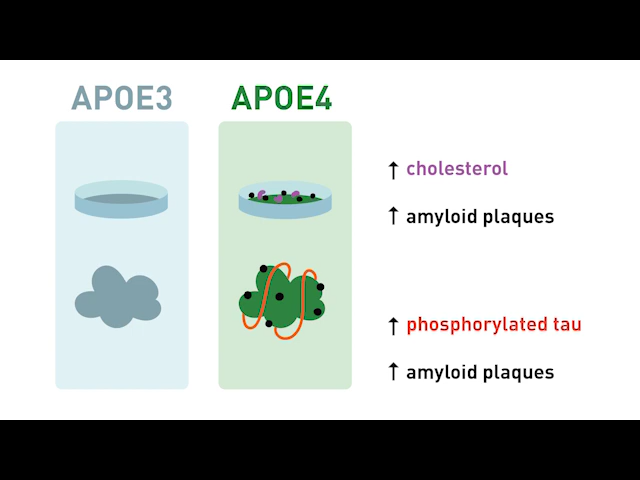 APOE3 APOE4
↑ cholesterol
↑ amyloid plaques
↑ phosphorylated tau
↑ amyloid plaques